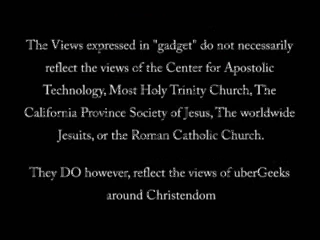 The Views expressed in "gadget" do not necessarily
reflect the views of the Center for Apostolic
Technology, Most Holy Trinity Church, The
California Province Society of Jesus, The worldwide
Jesuits, or the Roman Catholic Church.
They DO however, reflect the views of uberGeeks
around Christendom